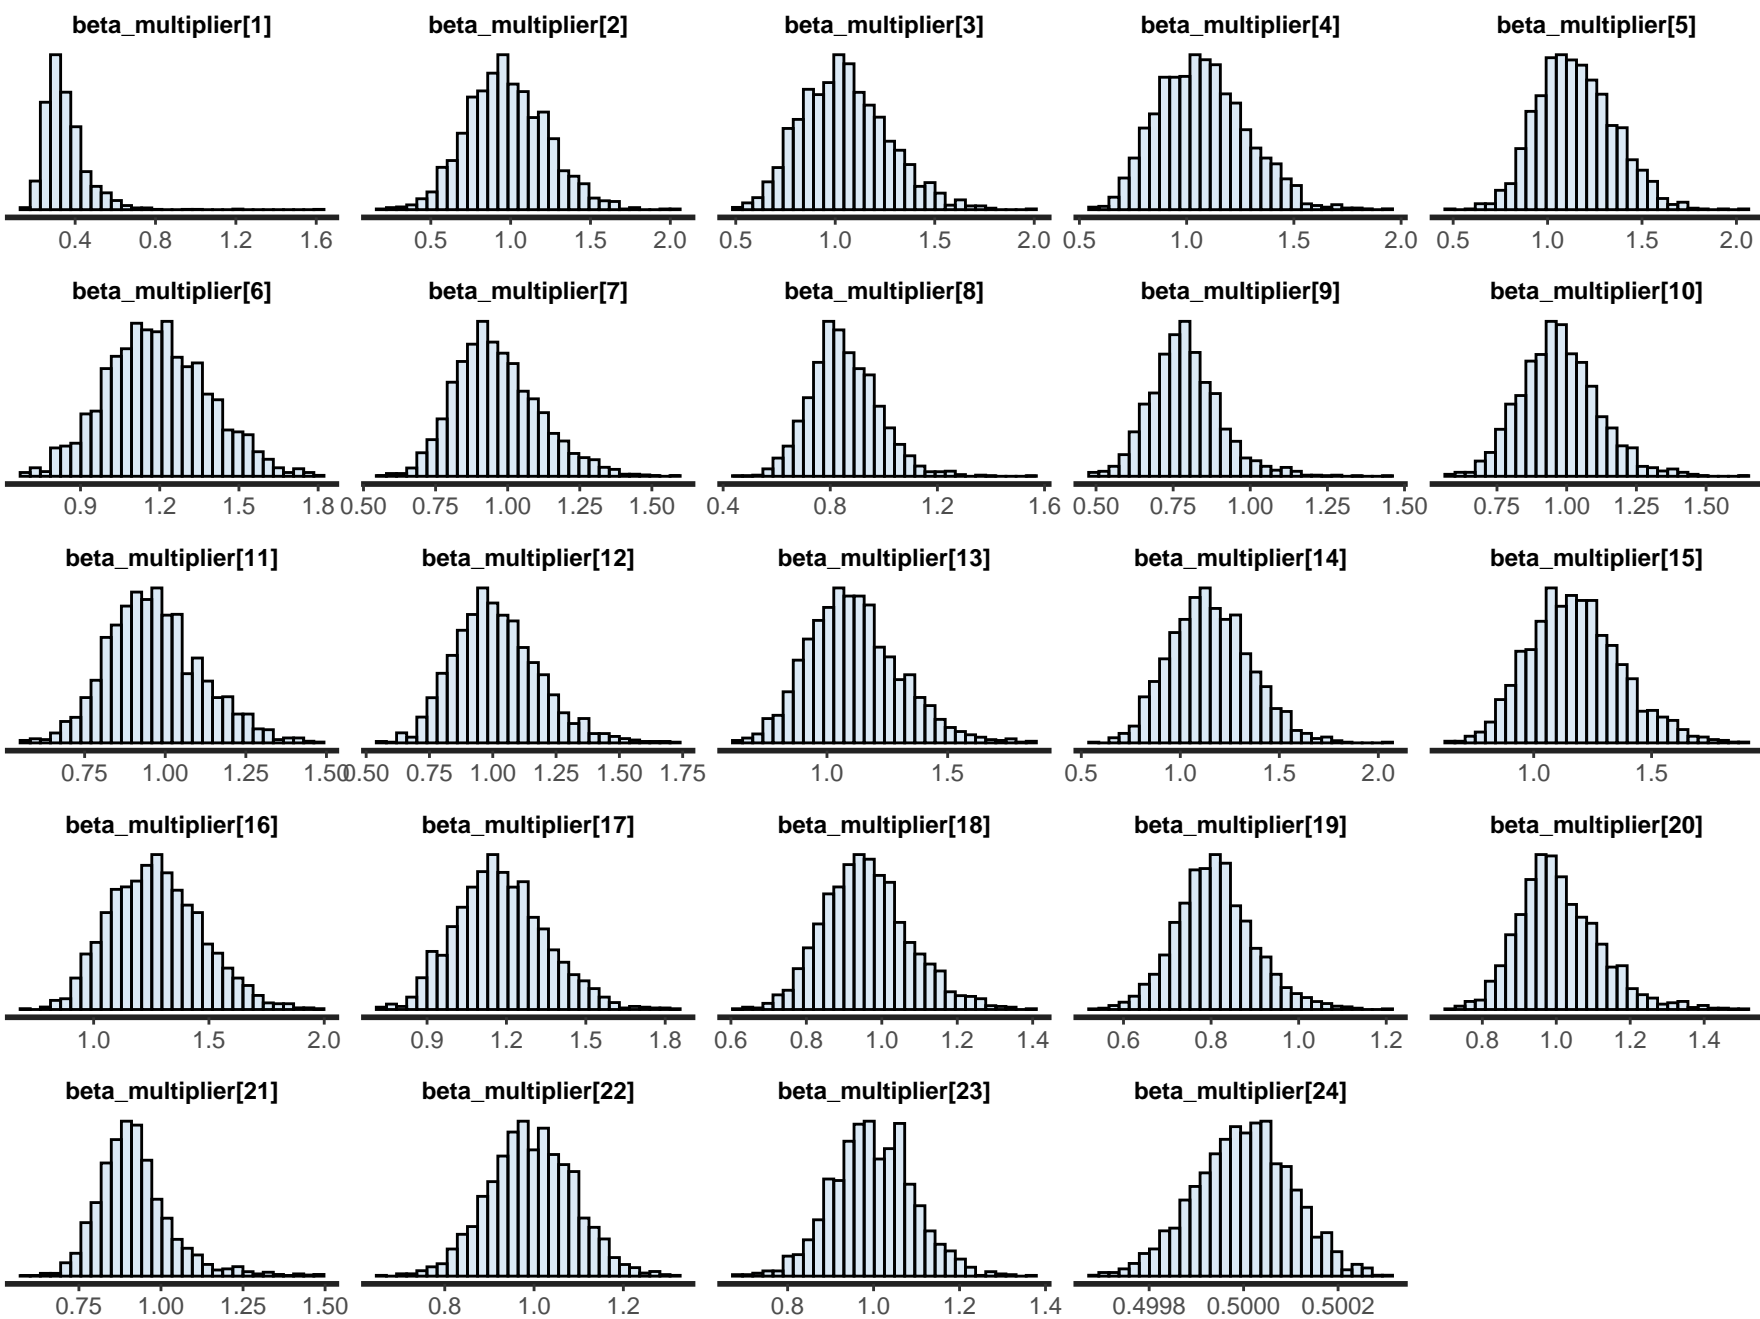 beta_multiplier[1] beta_multiplier[2] beta_multiplier[3] beta_multiplier[4] beta_multiplier[5]
0.4 0.8 1.2 1.6 0.5 1.0 1.5 2.0 0.5 1.0 1.5 2.0 0.5 1.0 1.5 2.0 0.5 1.0 1.5 2.0
beta_multiplier[6] beta_multiplier[7] beta_multiplier[8] beta_multiplier[9] beta_multiplier[10]
0.9 1.2 1.5 1.8 0.50 0.75 1.00 1.25 1.50 0.4 0.8 1.2 1.6 0.50 0.75 1.00 1.25 1.50 0.75 1.00 1.25 1.50
beta_multiplier[11] beta_multiplier[12] beta_multiplier[13] beta_multiplier[14] beta_multiplier[15]
0.75 1.00 1.25 1.50 0.50 0.75 1.00 1.25 1.50 1.75 1.0 1.5 0.5 1.0 1.5 2.0 1.0 1.5
beta_multiplier[16] beta_multiplier[17] beta_multiplier[18] beta_multiplier[19] beta_multiplier[20]
1.0 1.5 2.0 0.9 1.2 1.5 1.8 0.6 0.8 1.0 1.2 1.4 0.6 0.8 1.0 1.2 0.8 1.0 1.2 1.4
beta_multiplier[21] beta_multiplier[22] beta_multiplier[23] beta_multiplier[24]
0.75 1.00 1.25 1.50 0.8 1.0 1.2 0.8 1.0 1.2 1.4 0.4998 0.5000 0.5002